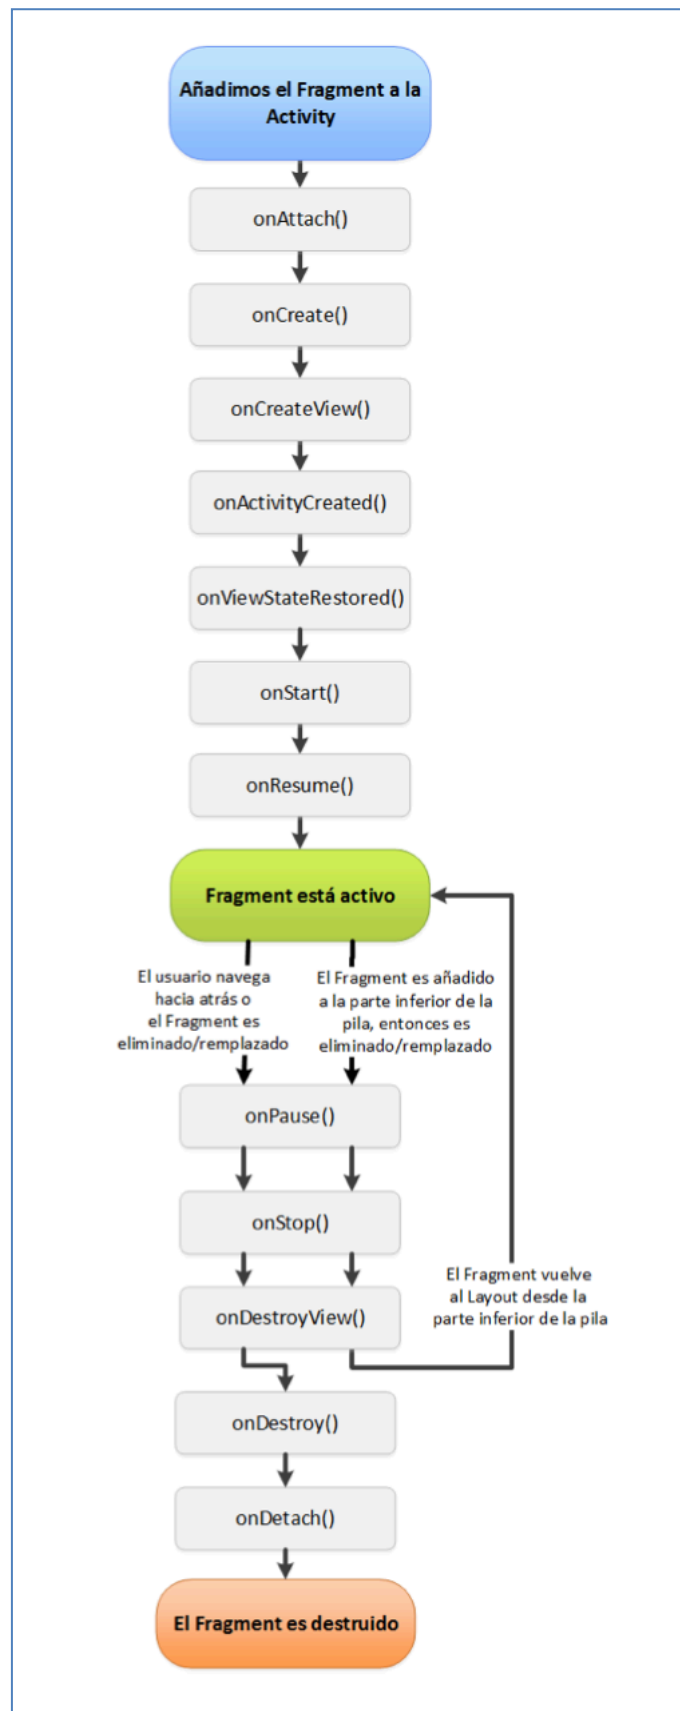 Añadimos el Fragment a la
Activity
onAttach()
onCreate()
onCreateView()
onActivityCreated()
onViewStateRestored()
onStart()
onResume()
Fragment está activo
El usuario navega
hacia atrás o
el Fragment es
eliminado/remplazado
El Fragment es añadido
a la parte inferior de la
pila, entonces es
eliminado/remplazado
onPause()
onStop()
onDestroyView()
El Fragment vuelve
al Layout desde la
parte inferior de la pila
onDestroy()
onDetach()
El Fragment es destruido